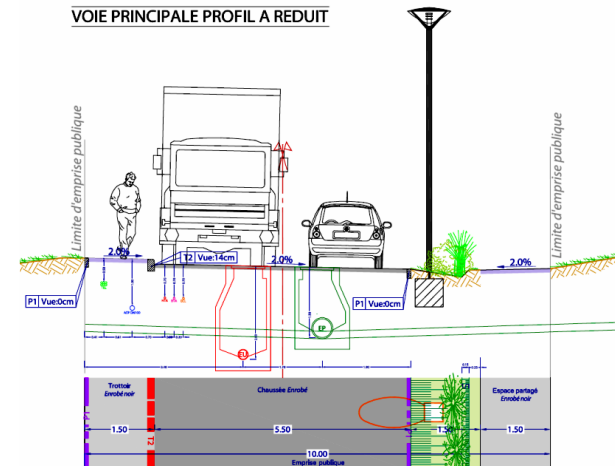 VOIE PRINCIPALE PROFIL A REDUIT
Limite d'emprise publique
Limite d'emprise publique
2.0%
T2 Vue:14cm
2.0%
2.0%
P1 Vue:0cm
P1 Vue:0cm
EU
EP
Trottoir
Enrobé noir
Chaussée Enrobé
Espace partagé
Enrobé noir
1.50
T2
5.50
1.50
1.50
10.00
Emprise publique